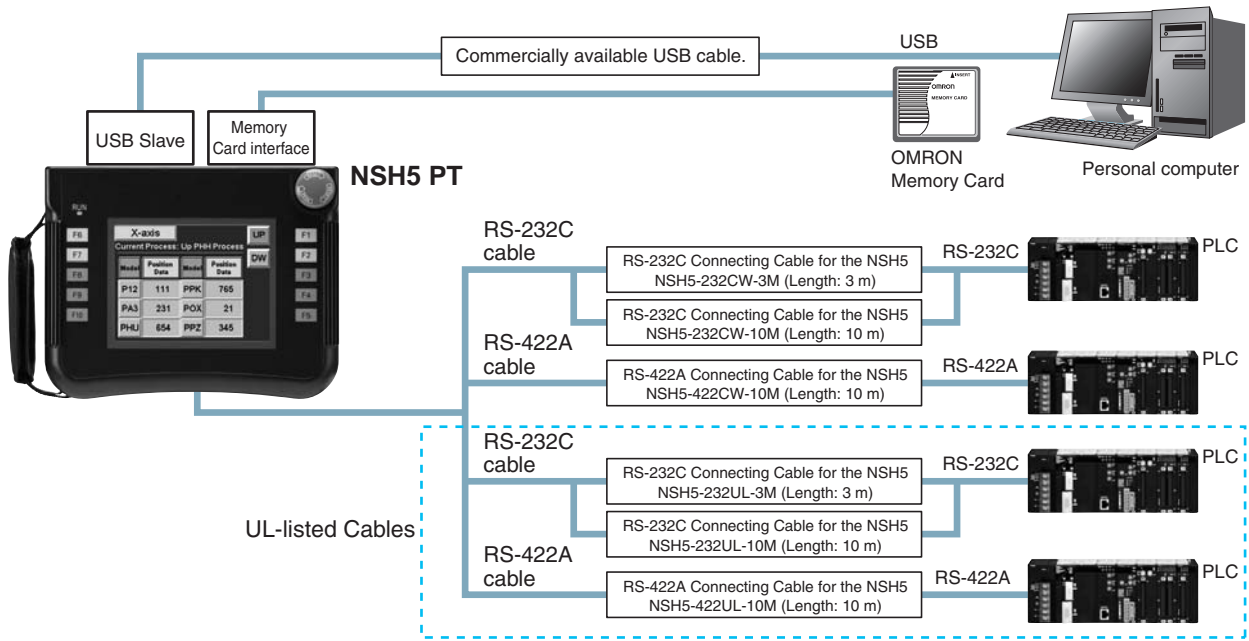 Commercially available USB cable.
USB
INSERT
OMRON
MEMORY CARD
OMRON
Memory Card
Personal computer
USB Slave
Memory
Card interface
NSH5 PT
RUN
F6
F7
F8
F9
F10
X-axis
UP
Current Process: Up PHH Process
DW
Model
Position
Data
Model
Position
Data
P12 111 PPK 765
PA3 231 POX 21
PHU 654 PPZ 345
F1
F2
F3
F4
F5
RS-232C
cable
RS-232C Connecting Cable for the NSH5
NSH5-232CW-3M (Length: 3 m)
RS-232C
PLC
RS-232C Connecting Cable for the NSH5
NSH5-232CW-10M (Length: 10 m)
RS-422A
cable
RS-422A Connecting Cable for the NSH5
NSH5-422CW-10M (Length: 10 m)
RS-422A
PLC
UL-listed Cables
RS-232C
cable
RS-232C Connecting Cable for the NSH5
NSH5-232UL-3M (Length: 3 m)
RS-232C
PLC
RS-232C Connecting Cable for the NSH5
NSH5-232UL-10M (Length: 10 m)
RS-422A
cable
RS-422A Connecting Cable for the NSH5
NSH5-422UL-10M (Length: 10 m)
RS-422A
PLC